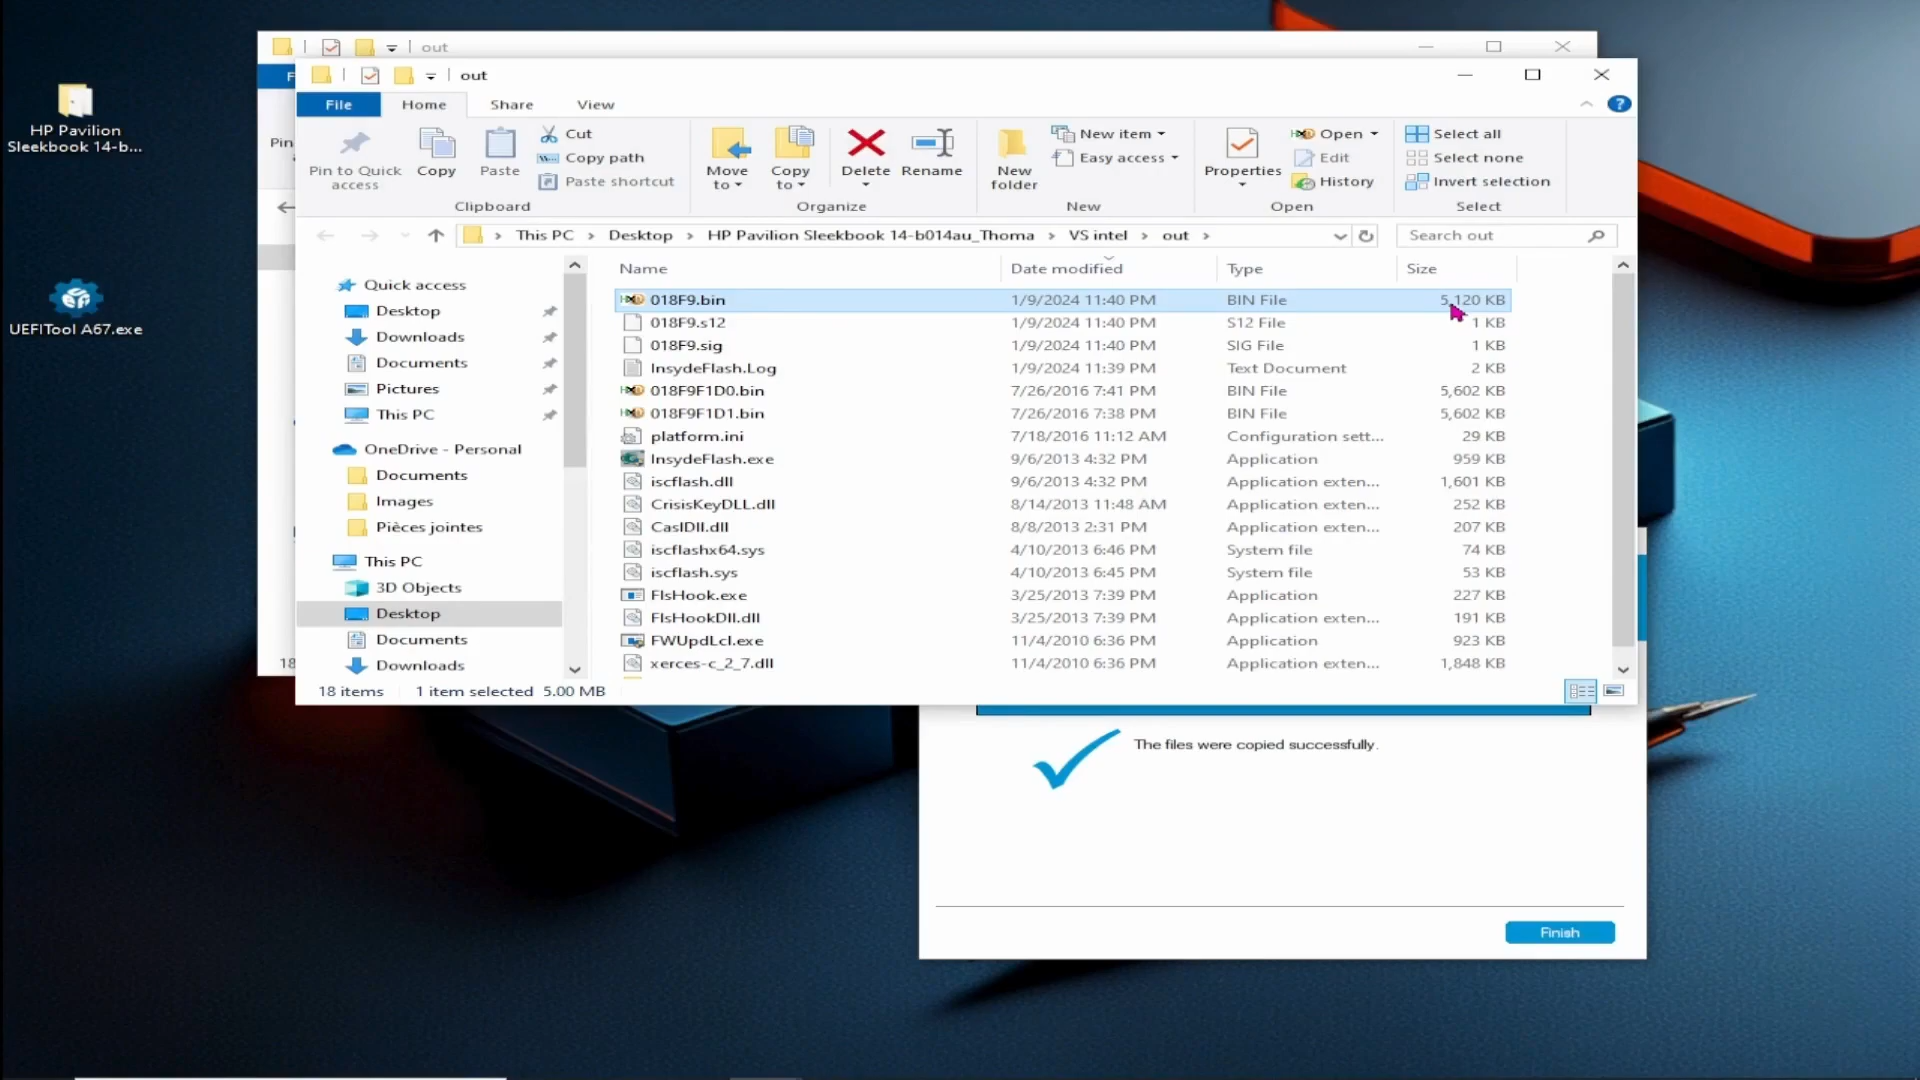 out
HP Pavilion
Sleekbook 14-b...
UEFITool A67.exe
F
Pin
18
out
File Home Share View
Pin to Quick
access
Copy
Paste
Cut
Copy path
Paste shortcut
Clipboard
Move
to
Copy
to
Delete
Rename
Organize
New
folder
New item
Easy access
New
Properties
Open
Edit
History
Open
Select all
Select none
Invert selection
Select
This PC > Desktop > HP Pavilion Sleekbook 14-b014au_Thoma > VS intel > out >
Search out
Quick access
Desktop
Downloads
Documents
Pictures
This PC
OneDrive - Personal
Documents
Images
Pièces jointes
This PC
3D Objects
Desktop
Documents
Downloads
Name Date modified Type Size
018F9.bin 1/9/2024 11:40 PM BIN File 5,120 KB
018F9.s12 1/9/2024 11:40 PM S12 File 1 KB
018F9.sig 1/9/2024 11:40 PM SIG File 1 KB
InsydeFlash.Log 1/9/2024 11:39 PM Text Document 2 KB
018F9F1D0.bin 7/26/2016 7:41 PM BIN File 5,602 KB
018F9F1D1.bin 7/26/2016 7:38 PM BIN File 5,602 KB
platform.ini 7/18/2016 11:12 AM Configuration sett... 29 KB
InsydeFlash.exe 9/6/2013 4:32 PM Application 959 KB
iscflash.dll 9/6/2013 4:32 PM Application exten... 1,601 KB
CrisisKeyDLL.dll 8/14/2013 11:48 AM Application exten... 252 KB
CaslDll.dll 8/8/2013 2:31 PM Application exten... 207 KB
iscflashx64.sys 4/10/2013 6:46 PM System file 74 KB
iscflash.sys 4/10/2013 6:45 PM System file 53 KB
FlsHook.exe 3/25/2013 7:39 PM Application 227 KB
FlsHookDll.dll 3/25/2013 7:39 PM Application exten... 191 KB
FWUpdLcl.exe 11/4/2010 6:36 PM Application 923 KB
xerces-c_2_7.dll 11/4/2010 6:36 PM Application exten... 1,848 KB
18 items 1 item selected 5.00 MB
The files were copied successfully.
Finish